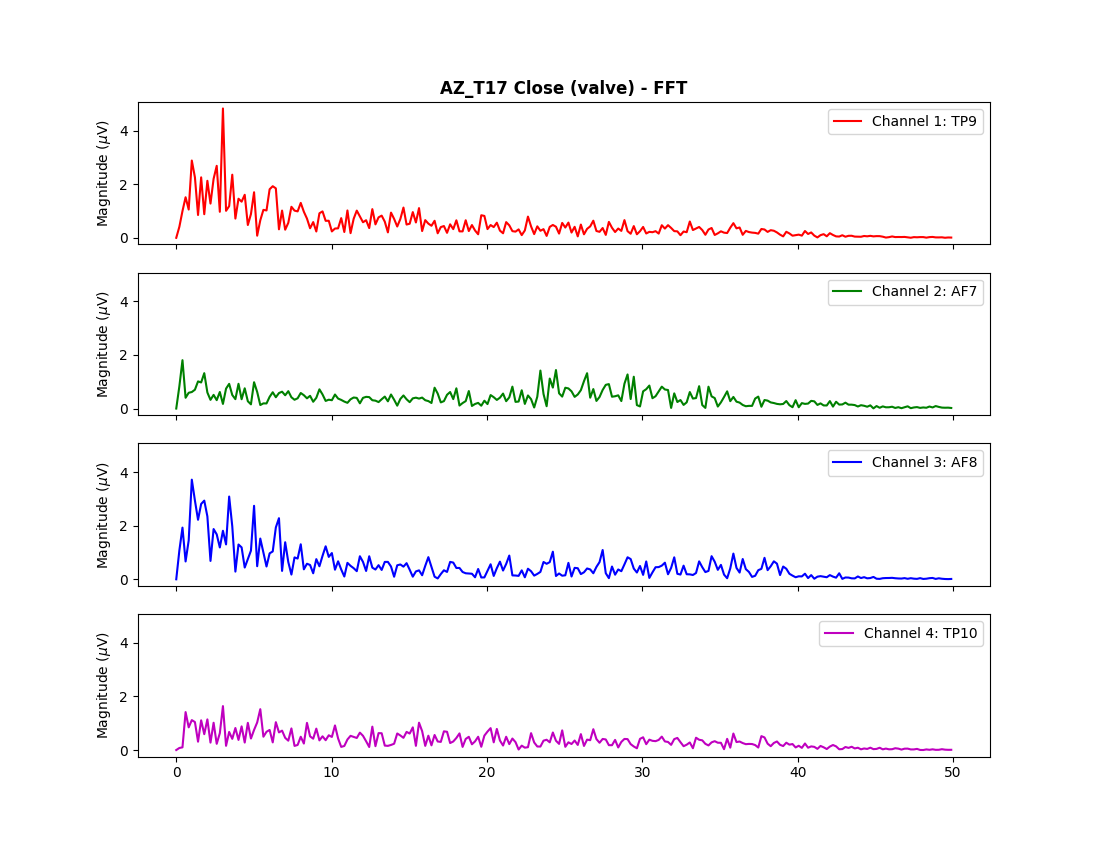 AZ_T17 Close (valve) - FFT
Magnitude (μV)
4
2
0
Channel 1: TP9
Magnitude (μV)
4
2
0
Channel 2: AF7
Magnitude (μV)
4
2
0
Channel 3: AF8
Magnitude (μV)
4
2
0
Channel 4: TP10
0 10 20 30 40 50